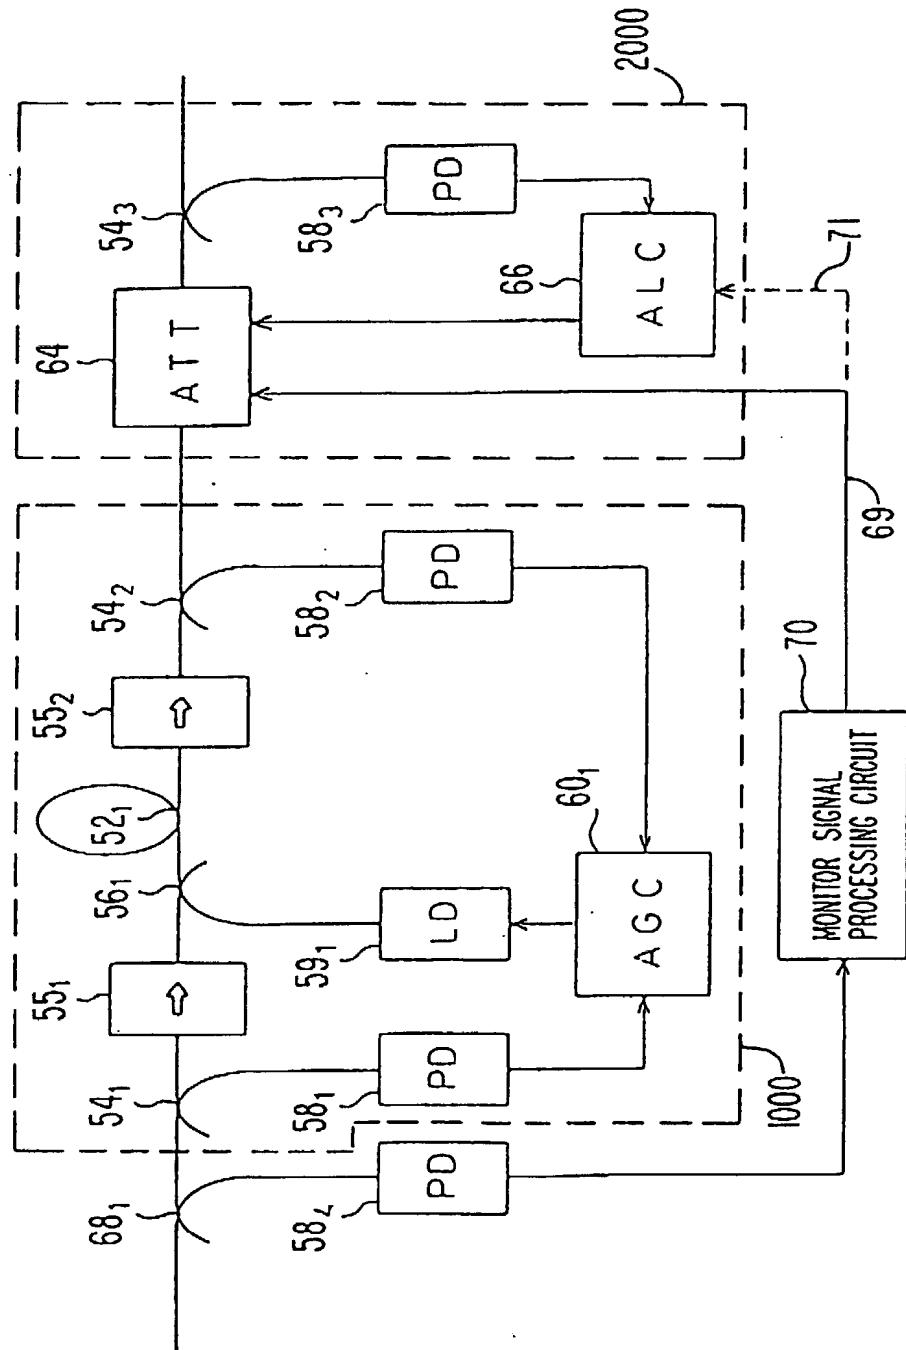 68₁
54₁
55₁
56₁
52₁
55₂
54₂
64
ATT
54₃
58₄
PD
58₁
PD
59₁
LD
58₂
PD
58₃
PD
60₁
AGC
66
ALC
2000
1000
70
MONITOR SIGNAL
PROCESSING CIRCUIT
69
71